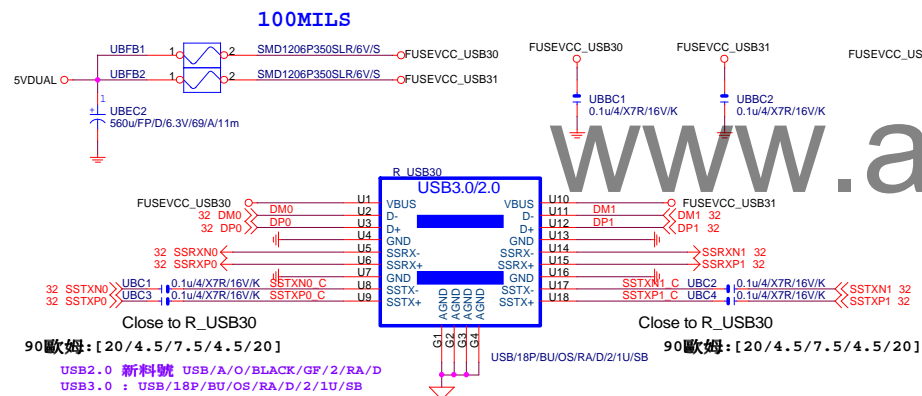 100MILS
UBFB1 1 2 SMD1206P350SLR/6V/S FUSEVCC_USB30
5VDUAL UBFB2 1 2 SMD1206P350SLR/6V/S FUSEVCC_USB31
1
+
UBEC2
560u/FP/D/6.3V/69/A/11m
FUSEVCC_USB30
UBBC1
0.1u/4/X7R/16V/K
FUSEVCC_USB31
UBBC2
0.1u/4/X7R/16V/K
FUSEVCC_US
www.a
R_USB30
USB3.0/2.0
FUSEVCC_USB30 U1 VBUS VBUS U10 FUSEVCC_USB31
32 DM0 DM0 U2 D- D- U11 DM1 DM1 32
32 DP0 DP0 U3 D+ D+ U12 DP1 DP1 32
U4 GND GND U13
32 SSRXN0 U5 SSRX- SSRX- U14 SSRXN1 32
32 SSRXP0 U6 SSRX+ SSRX+ U15 SSRXP1 32
U7 GND GND U16
32 SSTXN0 UBC1 0.1u/4/X7R/16V/K SSTXN0_C U8 SSTX- SSTX- U17 SSTXN1_C UBC2 0.1u/4/X7R/16V/K SSTXN1 32
32 SSTXP0 UBC3 0.1u/4/X7R/16V/K SSTXP0_C U9 SSTX+ SSTX+ U18 SSTXP1_C UBC4 0.1u/4/X7R/16V/K SSTXP1 32
AGND AGND AGND AGND
G1 G2 G3 G4
Close to R_USB30
90歐姆:[20/4.5/7.5/4.5/20]
USB/18P/BU/OS/RA/D/2/1U/SB
Close to R_USB30
90歐姆:[20/4.5/7.5/4.5/20]
USB2.0 新料號 USB/A/O/BLACK/GF/2/RA/D
USB3.0 : USB/18P/BU/OS/RA/D/2/1U/SB